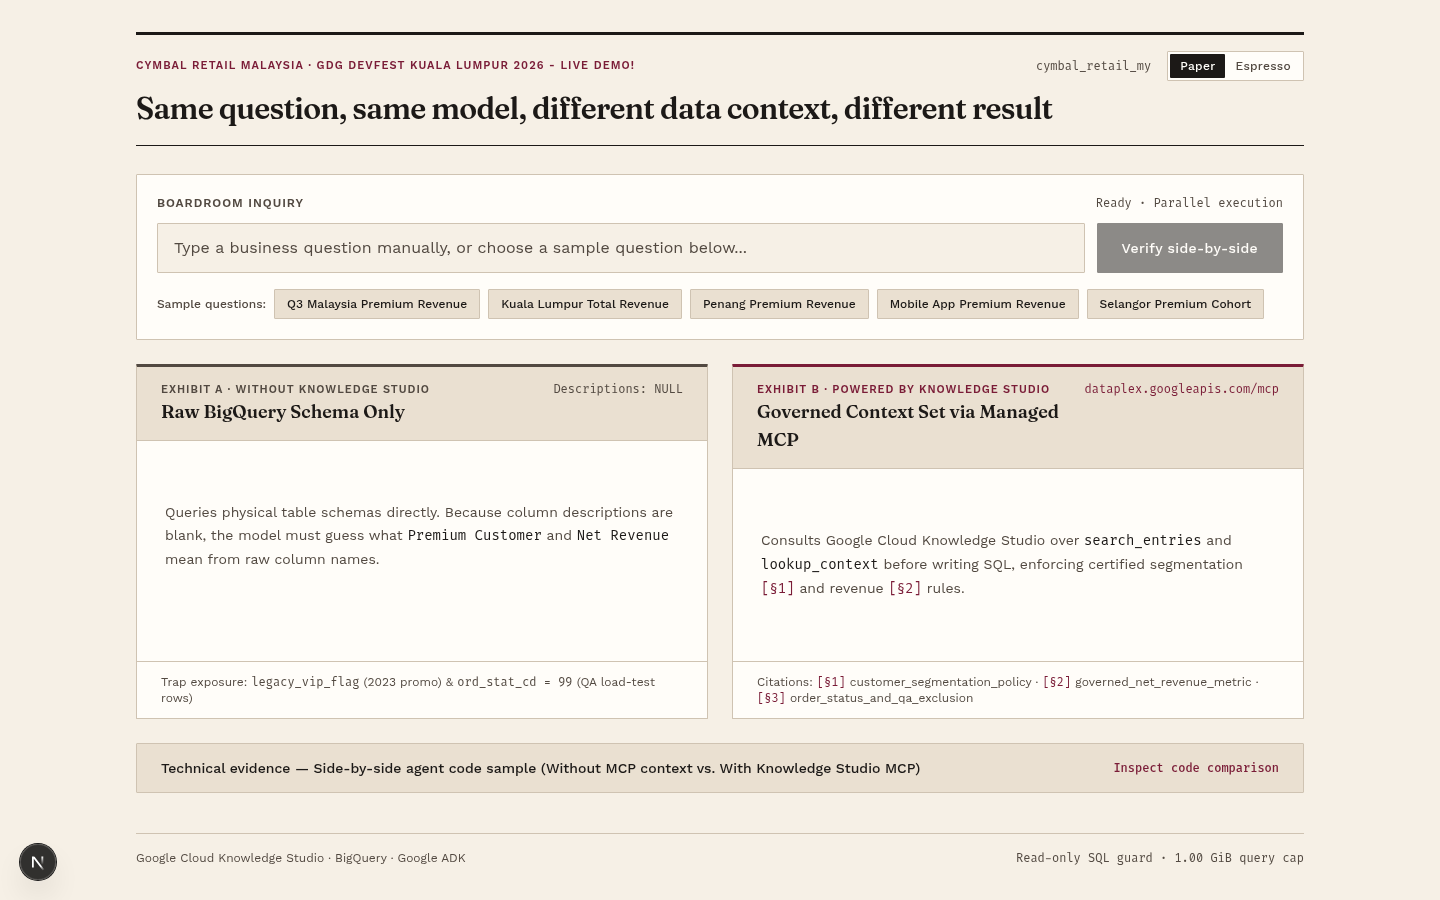 CYMBAL RETAIL MALAYSIA · GDG DEVFEST KUALA LUMPUR 2026 - LIVE DEMO!
cymbal_retail_my
Paper
Espresso
Same question, same model, different data context, different result
BOARDROOM INQUIRY
Ready · Parallel execution
Type a business question manually, or choose a sample question below...
Verify side-by-side
Sample questions:
Q3 Malaysia Premium Revenue
Kuala Lumpur Total Revenue
Penang Premium Revenue
Mobile App Premium Revenue
Selangor Premium Cohort
EXHIBIT A · WITHOUT KNOWLEDGE STUDIO
Descriptions: NULL
Raw BigQuery Schema Only
Queries physical table schemas directly. Because column descriptions are
blank, the model must guess what Premium Customer and Net Revenue
mean from raw column names.
Trap exposure: legacy_vip_flag (2023 promo) & ord_stat_cd = 99 (QA load-test
rows)
EXHIBIT B · POWERED BY KNOWLEDGE STUDIO
dataplex.googleapis.com/mcp
Governed Context Set via Managed
MCP
Consults Google Cloud Knowledge Studio over search_entries and
lookup_context before writing SQL, enforcing certified segmentation
[§1] and revenue [§2] rules.
Citations: [§1] customer_segmentation_policy · [§2] governed_net_revenue_metric ·
[§3] order_status_and_qa_exclusion
Technical evidence — Side-by-side agent code sample (Without MCP context vs. With Knowledge Studio MCP)
Inspect code comparison
N
Google Cloud Knowledge Studio · BigQuery · Google ADK
Read-only SQL guard · 1.00 GiB query cap